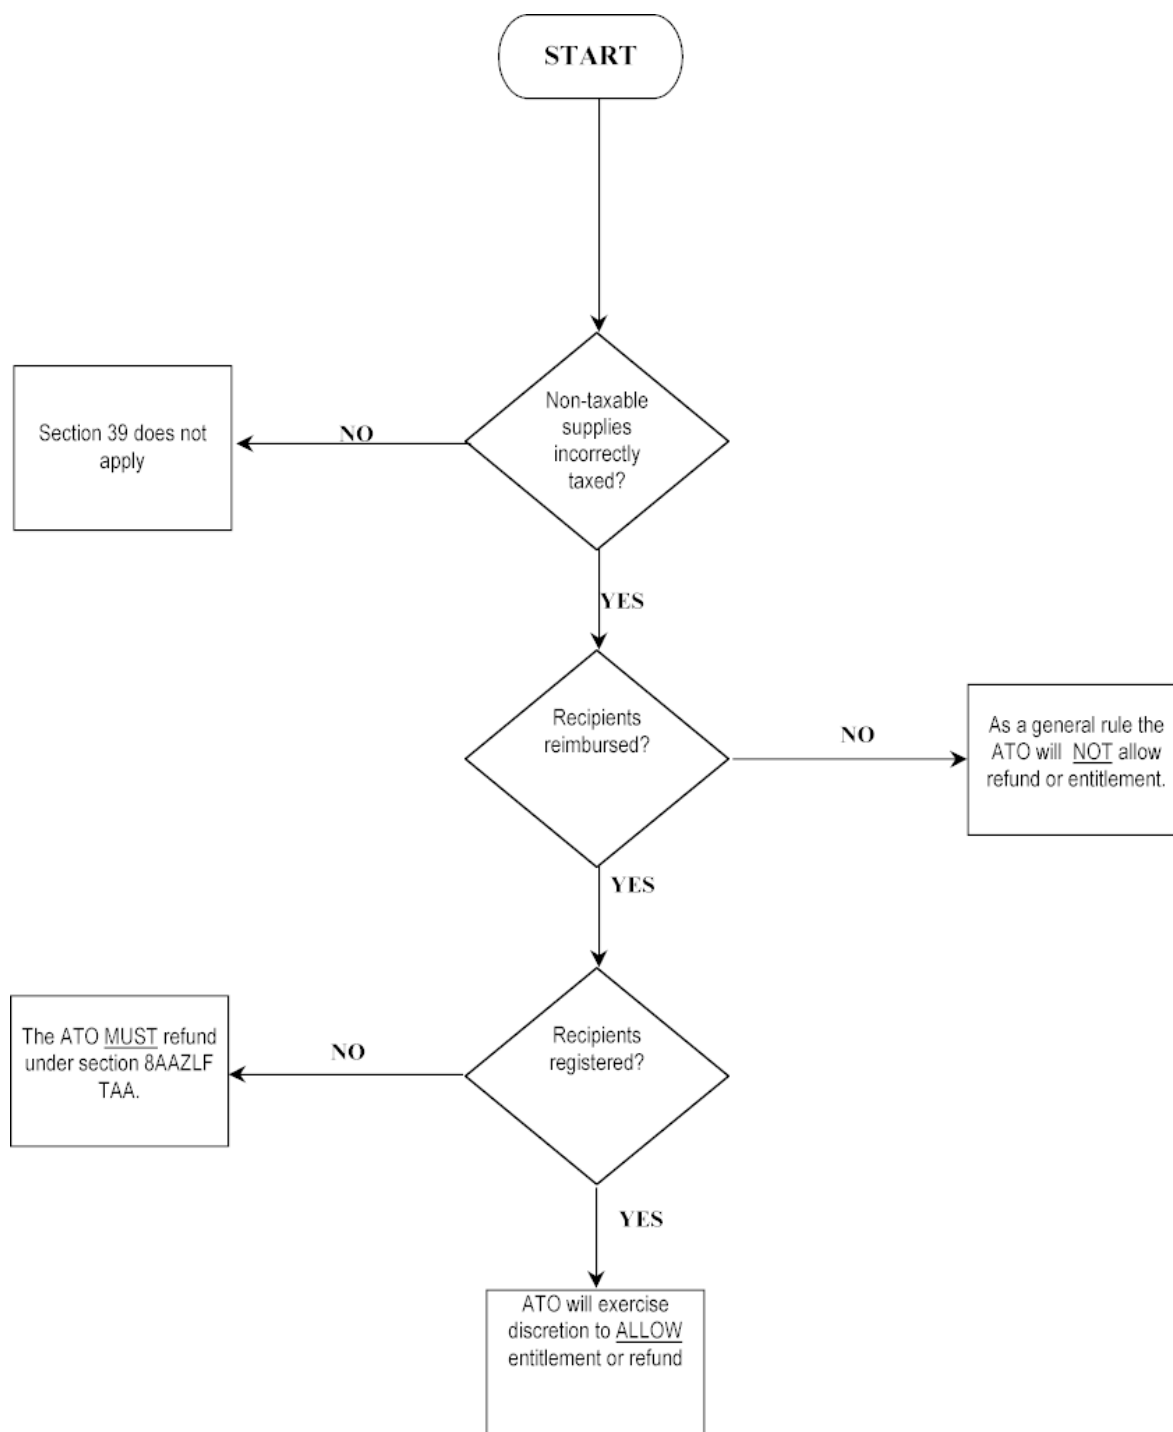 START
Non-taxable
supplies
incorrectly
taxed?
NO
Section 39 does not
apply
YES
Recipients
reimbursed?
NO
As a general rule the
ATO will NOT allow
refund or entitlement.
YES
Recipients
registered?
NO
The ATO MUST refund
under section 8AAZLF
TAA.
YES
ATO will exercise
discretion to ALLOW
entitlement or refund